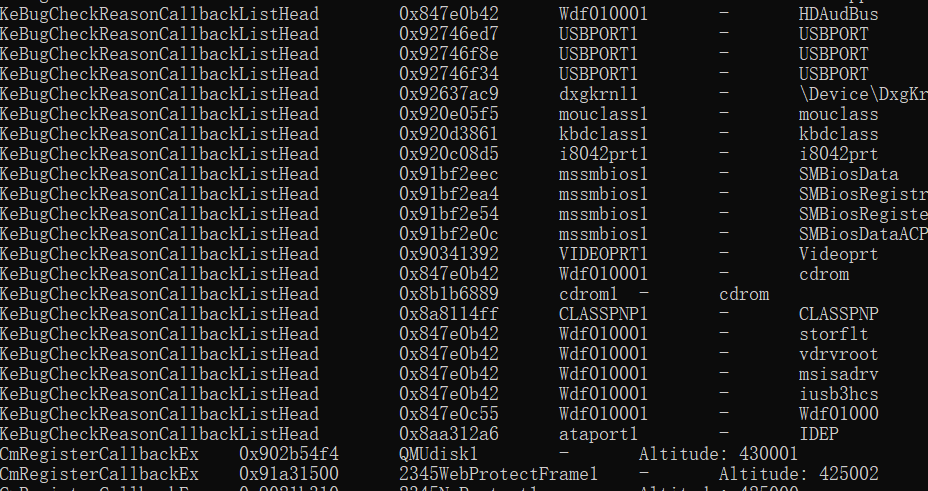 KeBugCheckReasonCallbackListHead 0x847e0b42 Wdf010001 - HDAudBus
KeBugCheckReasonCallbackListHead 0x92746ed7 USBPORT1 - USBPORT
KeBugCheckReasonCallbackListHead 0x92746f8e USBPORT1 - USBPORT
KeBugCheckReasonCallbackListHead 0x92746f34 USBPORT1 - USBPORT
KeBugCheckReasonCallbackListHead 0x92637ac9 dxgkrnl1 - \Device\DxgKr
KeBugCheckReasonCallbackListHead 0x920e05f5 mouclass1 - mouclass
KeBugCheckReasonCallbackListHead 0x920d3861 kbdclass1 - kbdclass
KeBugCheckReasonCallbackListHead 0x920c08d5 i8042prt1 - i8042prt
KeBugCheckReasonCallbackListHead 0x91bf2eec mssmbios1 - SMBiosData
KeBugCheckReasonCallbackListHead 0x91bf2ea4 mssmbios1 - SMBiosRegistr
KeBugCheckReasonCallbackListHead 0x91bf2e54 mssmbios1 - SMBiosRegiste
KeBugCheckReasonCallbackListHead 0x91bf2e0c mssmbios1 - SMBiosDataACP
KeBugCheckReasonCallbackListHead 0x90341392 VIDEOPRT1 - Videoprt
KeBugCheckReasonCallbackListHead 0x847e0b42 Wdf010001 - cdrom
KeBugCheckReasonCallbackListHead 0x8b1b6889 cdrom1 - cdrom
KeBugCheckReasonCallbackListHead 0x8a8114ff CLASSPNP1 - CLASSPNP
KeBugCheckReasonCallbackListHead 0x847e0b42 Wdf010001 - storflt
KeBugCheckReasonCallbackListHead 0x847e0b42 Wdf010001 - vdrvroot
KeBugCheckReasonCallbackListHead 0x847e0b42 Wdf010001 - msisadrv
KeBugCheckReasonCallbackListHead 0x847e0b42 Wdf010001 - iusb3hcs
KeBugCheckReasonCallbackListHead 0x847e0c55 Wdf010001 - Wdf01000
KeBugCheckReasonCallbackListHead 0x8aa312a6 ataport1 - IDEP
CmRegisterCallbackEx 0x902b54f4 QMUdisk1 - Altitude: 430001
CmRegisterCallbackEx 0x91a31500 2345WebProtectFrame1 - Altitude: 425002